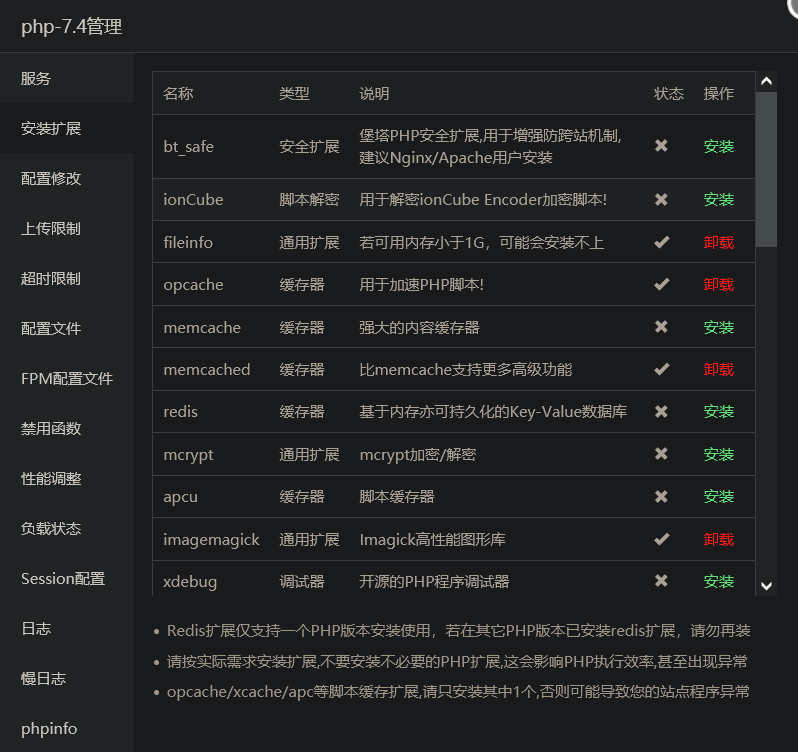 php-7.4管理
服务
安装扩展
配置修改
上传限制
超时限制
配置文件
FPM配置文件
禁用函数
性能调整
负载状态
Session配置
日志
慢日志
phpinfo
名称 类型 说明 状态 操作
bt_safe 安全扩展 堡塔PHP安全扩展,用于增强防跨站机制,
建议Nginx/Apache用户安装 安装
ionCube 脚本解密 用于解密ionCube Encoder加密脚本! 安装
fileinfo 通用扩展 若可用内存小于1G，可能会安装不上 卸载
opcache 缓存器 用于加速PHP脚本! 卸载
memcache 缓存器 强大的内容缓存器 安装
memcached 缓存器 比memcache支持更多高级功能 卸载
redis 缓存器 基于内存亦可持久化的Key-Value数据库 安装
mcrypt 通用扩展 mcrypt加密/解密 安装
apcu 缓存器 脚本缓存器 安装
imagemagick 通用扩展 Imagick高性能图形库 卸载
xdebug 调试器 开源的PHP程序调试器 安装
• Redis扩展仅支持一个PHP版本安装使用，若在其它PHP版本已安装redis扩展，请勿再装
• 请按实际需求安装扩展,不要安装不必要的PHP扩展,这会影响PHP执行效率,甚至出现异常
• opcache/xcache/apc等脚本缓存扩展,请只安装其中1个,否则可能导致您的站点程序异常